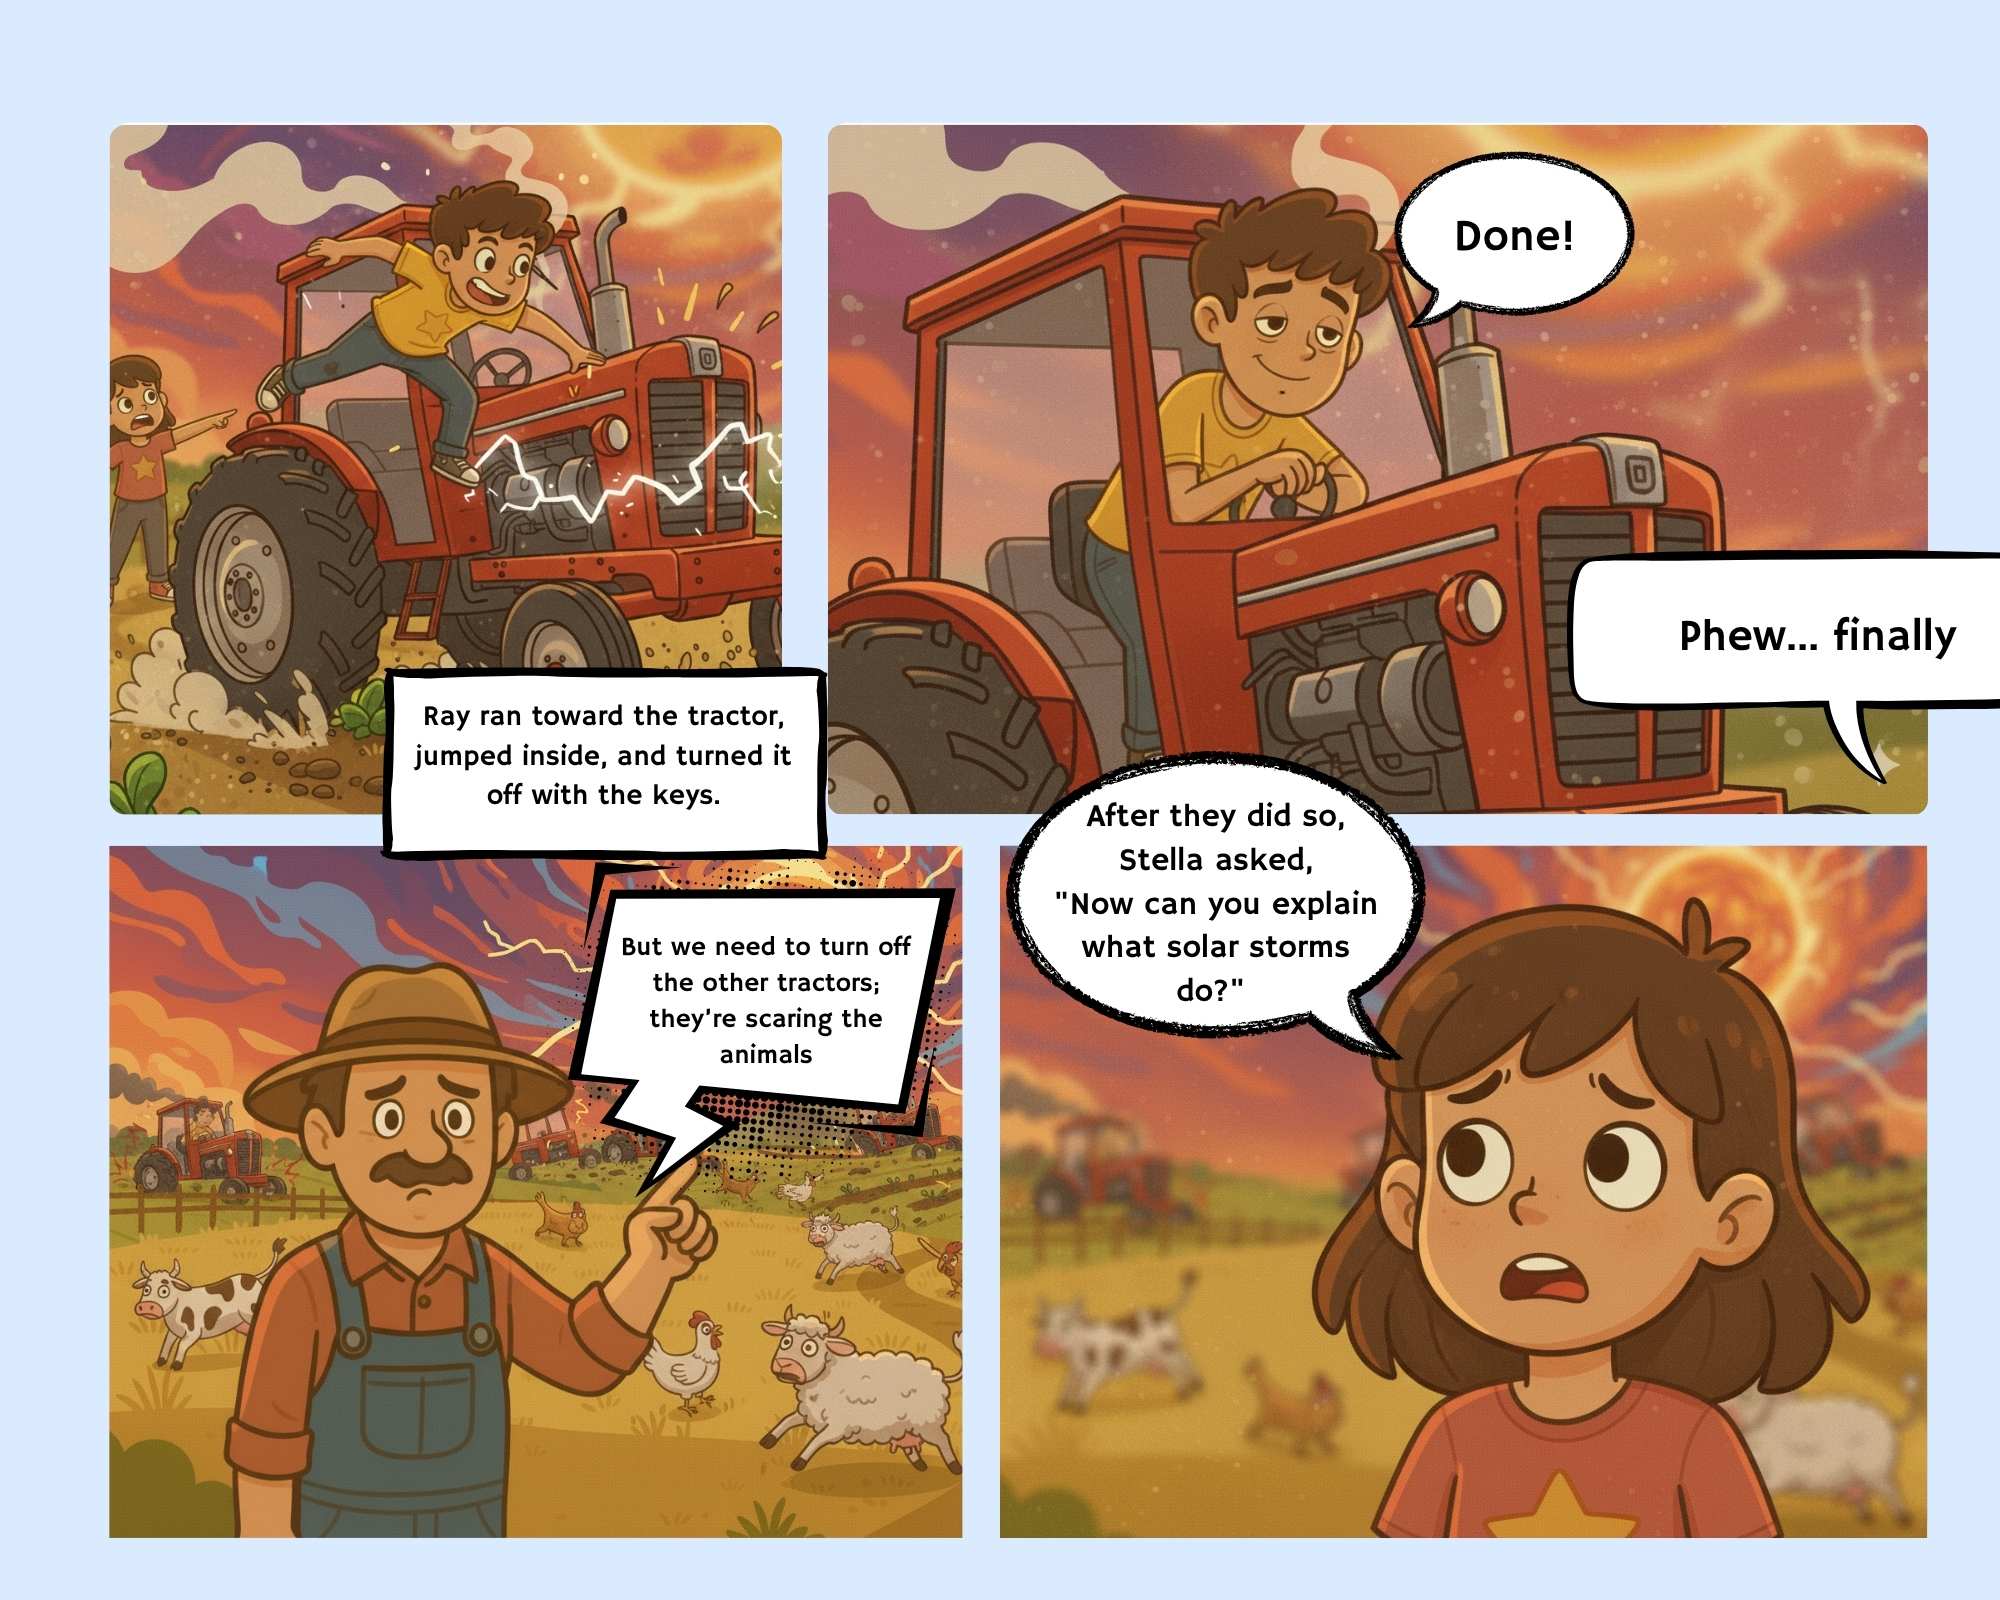 Done!
Phew... finally
Ray ran toward the tractor,
jumped inside, and turned it
off with the keys.
After they did so,
Stella asked,
"Now can you explain
what solar storms
do?"
But we need to turn off
the other tractors;
they're scaring the
animals